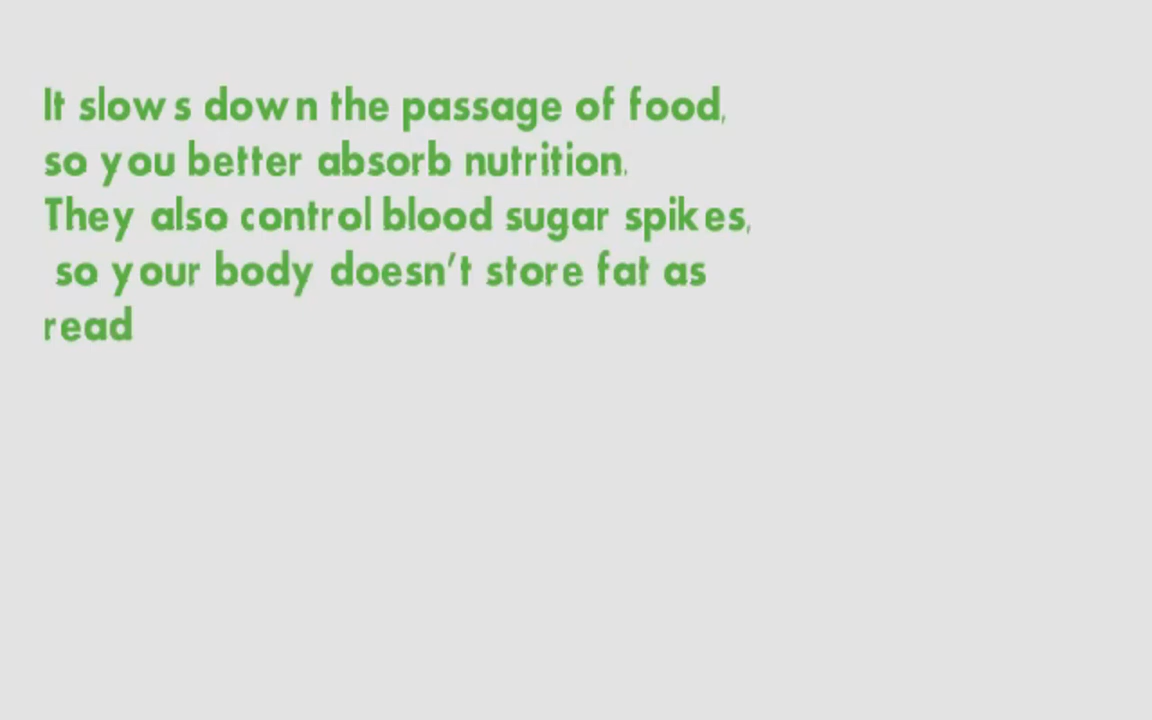 It slows down the passage of food,
so you better absorb nutrition.
They also control blood sugar spikes,
so your body doesn't store fat as
read